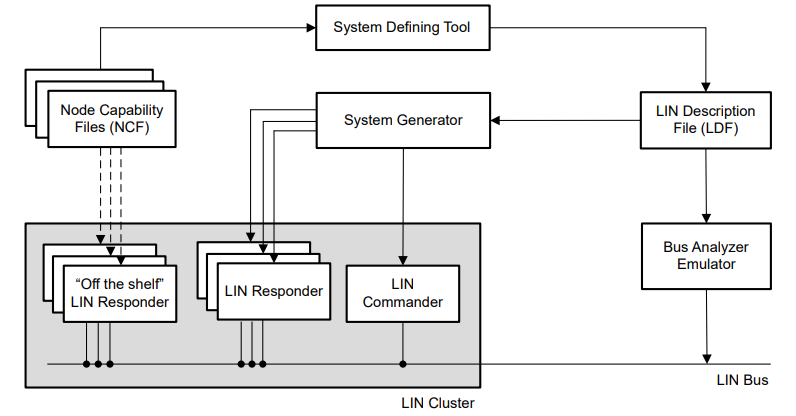 System Defining Tool
Node Capability
Files (NCF)
System Generator
LIN Description
File (LDF)
Bus Analyzer
Emulator
“Off the shelf”
LIN Responder
LIN Responder
LIN
Commander
LIN Bus
LIN Cluster